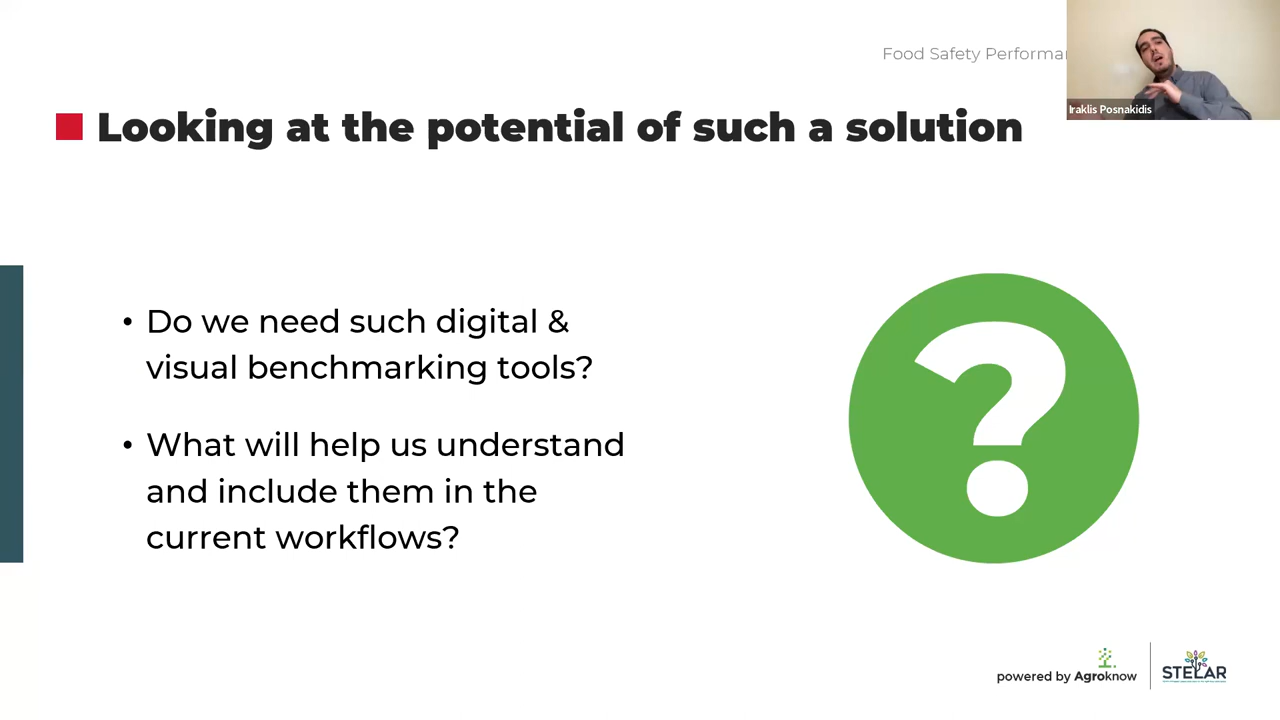 Food Safety Performa
Iraklis Posnakidis
Looking at the potential of such a solution
• Do we need such digital &
visual benchmarking tools?
• What will help us understand
and include them in the
current workflows?
?
powered by Agroknow
STELAR